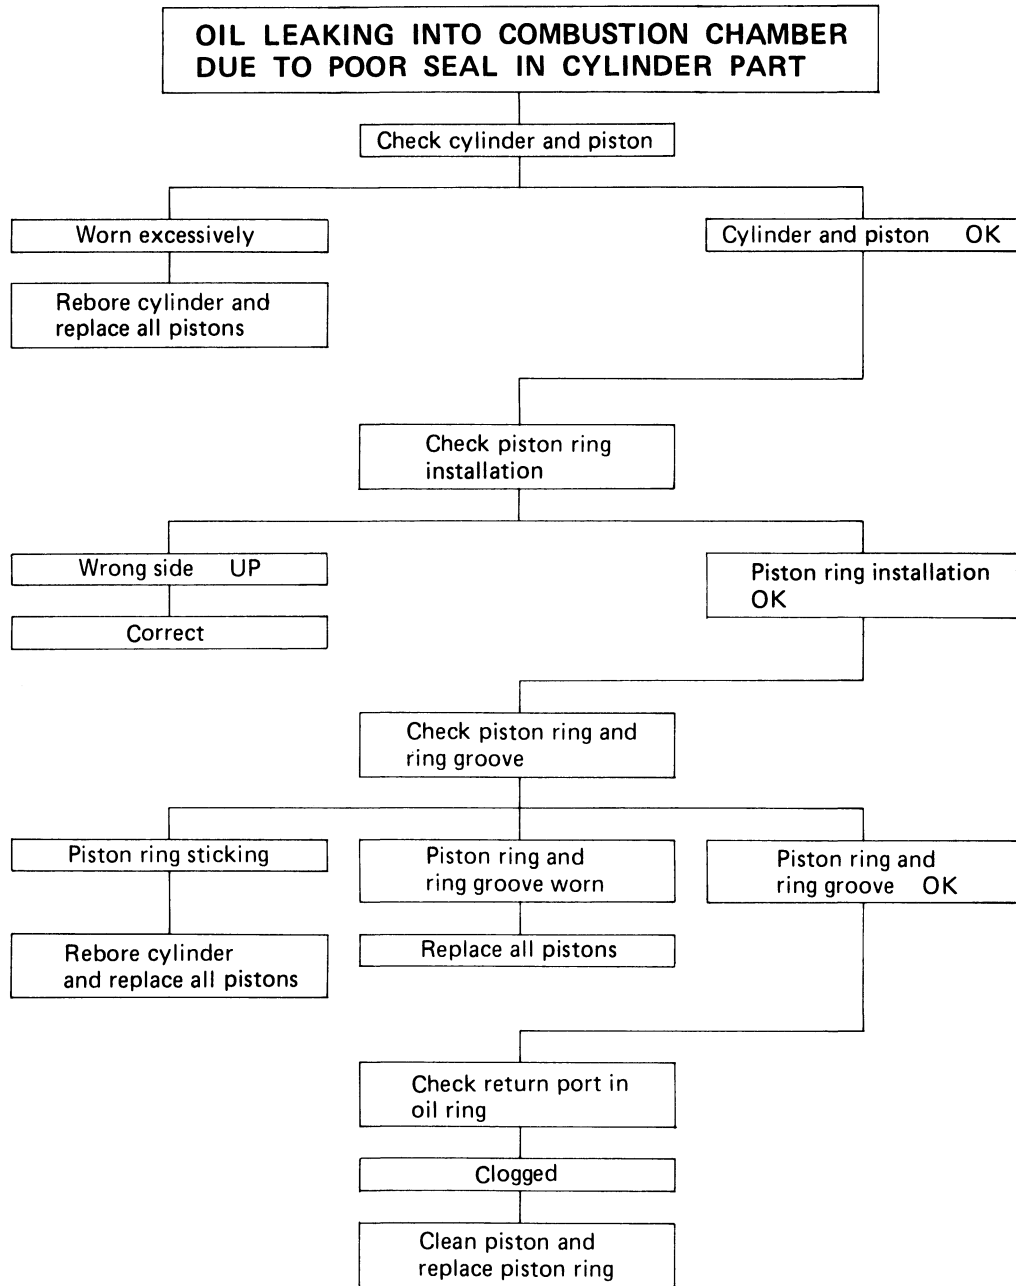 OIL LEAKING INTO COMBUSTION CHAMBER
DUE TO POOR SEAL IN CYLINDER PART
Check cylinder and piston
Worn excessively
Cylinder and piston OK
Rebore cylinder and
replace all pistons
Check piston ring
installation
Wrong side UP
Piston ring installation
OK
Correct
Check piston ring and
ring groove
Piston ring sticking
Piston ring and
ring groove worn
Piston ring and
ring groove OK
Rebore cylinder
and replace all pistons
Replace all pistons
Check return port in
oil ring
Clogged
Clean piston and
replace piston ring